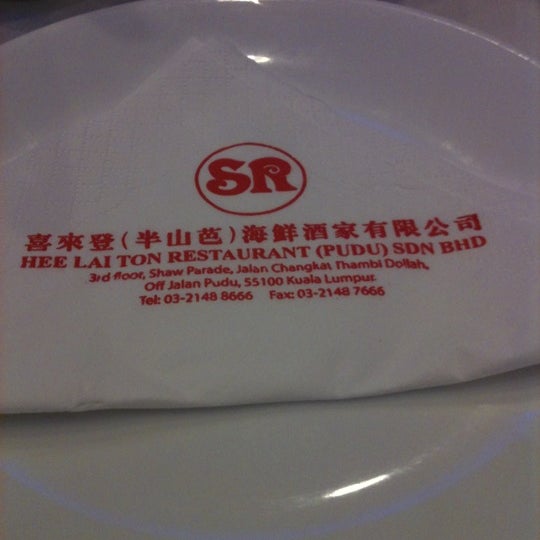 SR
喜來登(半山芭)海鮮酒家有限公司
HEE LAI TON RESTAURANT (PUDU) SDN BHD
3rd floor, Shaw Parade, Jalan Changkat Thambi Dollah,
Off Jalan Pudu, 55100 Kuala Lumpur.
Tel: 03-2148 8666 Fax: 03-2148 7666